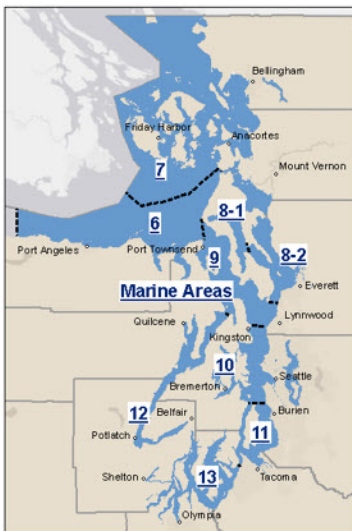 Bellingham
Friday Harbor
Anacortes
7
Mount Vernon
6
8-1
Port Angeles
Port Townsend
9
8-2
Everett
Marine Areas
Quilcene
Lynnwood
Kingston
10
Seattle
Bremerton
12
Belfair
Burien
Potlatch
11
Shelton
13
Tacoma
Olympia